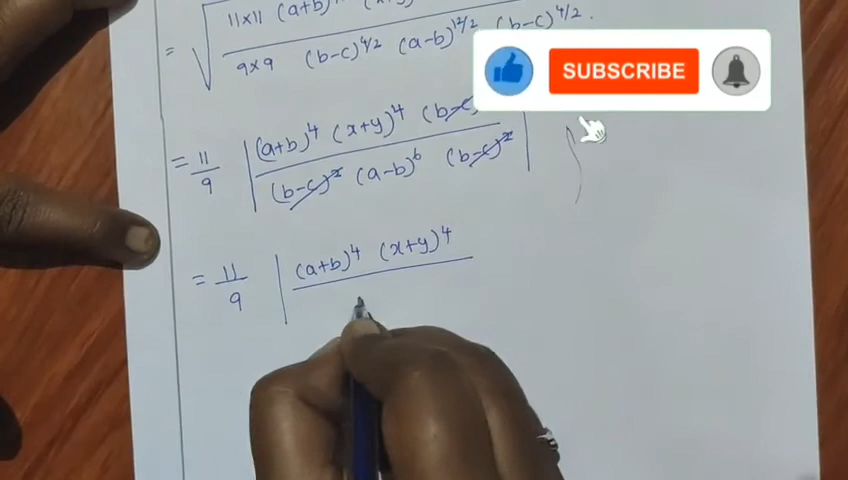 11×11 (a+b)
= √ 9×9 (b-c)^4/2 (a-b)^12/2 (b-c)^4/2.
SUBSCRIBE
= 11/9 | (a+b)^4 (x+y)^4 (b-c) / (b-c)^2 (a-b)^6 (b-c)^2 |
= 11/9 | (a+b)^4 (x+y)^4